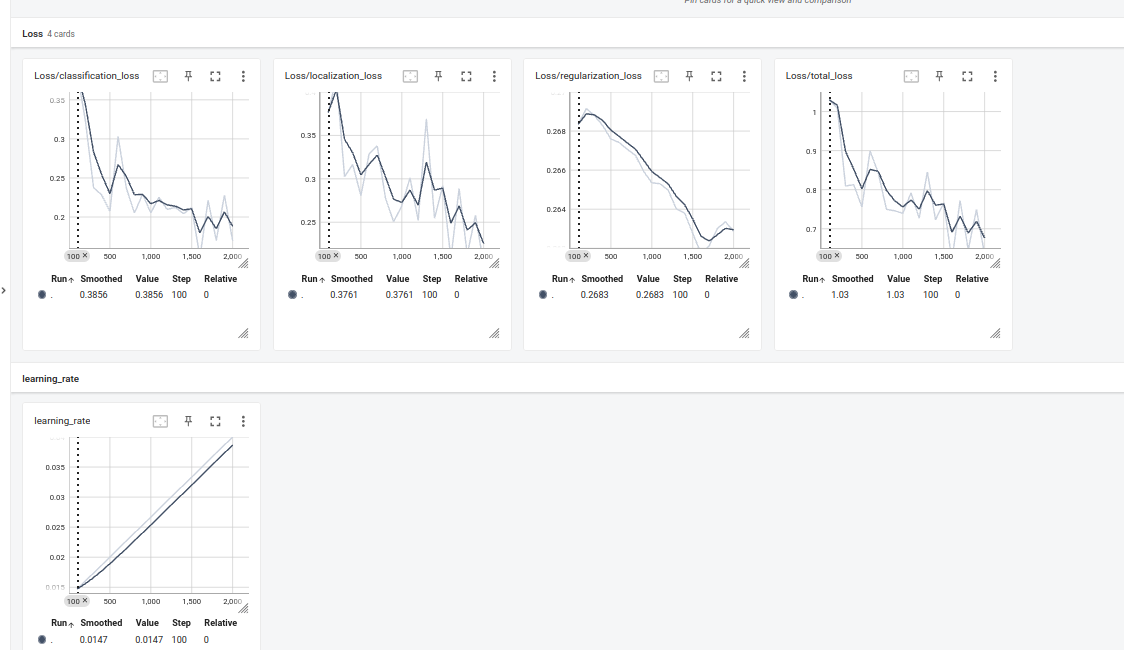 Pin cards for a quick view and comparison
Loss 4 cards
Loss/classification_loss
0.35
0.3
0.25
0.2
100 × 500 1,000 1,500 2,000
Run↑ Smoothed Value Step Relative
. 0.3856 0.3856 100 0
Loss/localization_loss
0.35
0.3
0.25
100 × 500 1,000 1,500 2,000
Run↑ Smoothed Value Step Relative
. 0.3761 0.3761 100 0
Loss/regularization_loss
0.268
0.266
0.264
100 × 500 1,000 1,500 2,000
Run↑ Smoothed Value Step Relative
. 0.2683 0.2683 100 0
Loss/total_loss
1
0.9
0.8
0.7
100 × 500 1,000 1,500 2,000
Run↑ Smoothed Value Step Relative
. 1.03 1.03 100 0
learning_rate
learning_rate
0.035
0.03
0.025
0.02
0.015
100 × 500 1,000 1,500 2,000
Run↑ Smoothed Value Step Relative
. 0.0147 0.0147 100 0